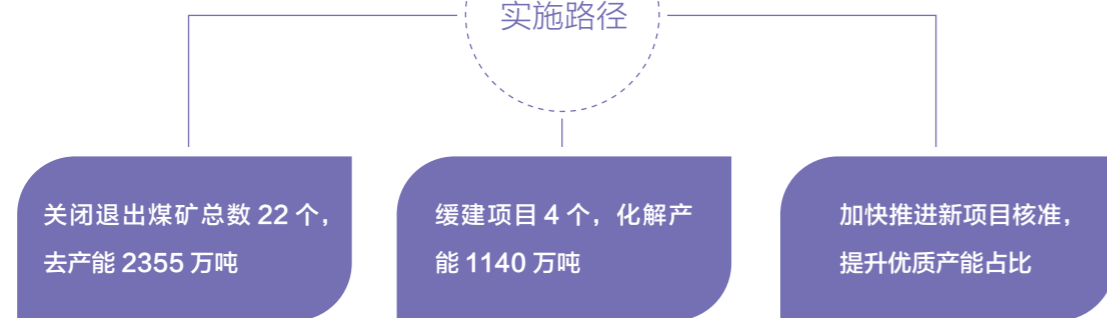 实施路径
关闭退出煤矿总数 22 个，
去产能 2355 万吨
缓建项目 4 个，化解产
能 1140 万吨
加快推进新项目核准，
提升优质产能占比